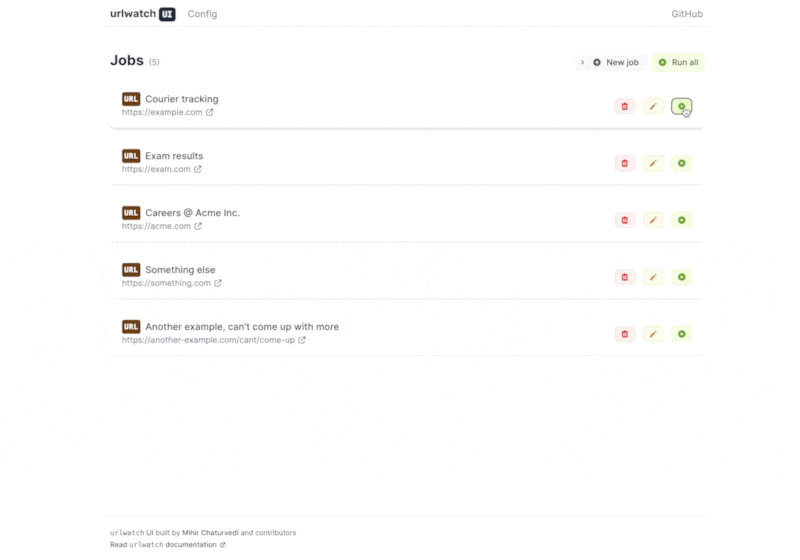 urlwatch UI Config GitHub
Jobs (5) New job Run all
URL Courier tracking
https://example.com
URL Exam results
https://exam.com
URL Careers @ Acme Inc.
https://acme.com
URL Something else
https://something.com
URL Another example, can't come up with more
https://another-example.com/cant/come-up
urlwatch UI built by Mihir Chaturvedi and contributors
Read urlwatch documentation